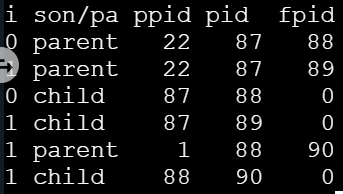 i son/pa ppid pid fpid
0 parent 22 87 88
1 parent 22 87 89
0 child 87 88 0
1 child 87 89 0
1 parent 1 88 90
1 child 88 90 0